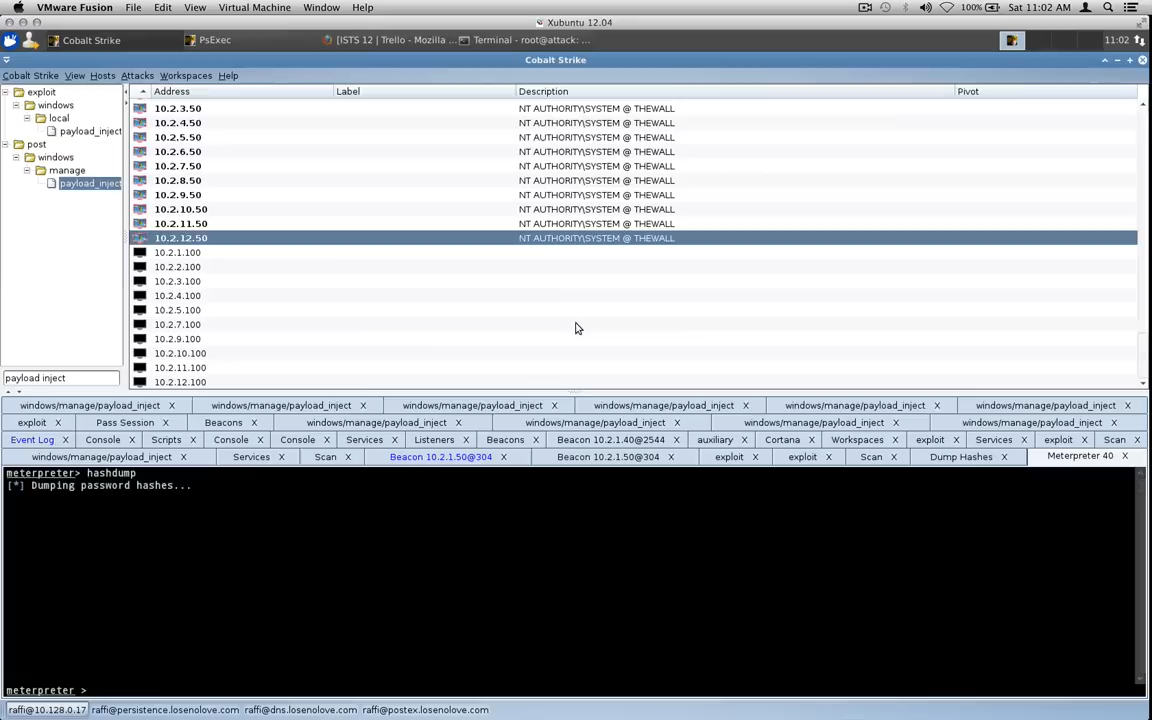 VMware Fusion File Edit View Virtual Machine Window Help 100% Sat 11:02 AM
Xubuntu 12.04
Cobalt Strike PsExec [ISTS 12 | Trello - Mozilla ... Terminal - root@attack: ... 11:02
Cobalt Strike
Cobalt Strike View Hosts Attacks Workspaces Help
exploit
windows
local
payload_inject
post
windows
manage
payload_inject
payload inject
Address Label Description Pivot
10.2.3.50 NT AUTHORITY\SYSTEM @ THEWALL
10.2.4.50 NT AUTHORITY\SYSTEM @ THEWALL
10.2.5.50 NT AUTHORITY\SYSTEM @ THEWALL
10.2.6.50 NT AUTHORITY\SYSTEM @ THEWALL
10.2.7.50 NT AUTHORITY\SYSTEM @ THEWALL
10.2.8.50 NT AUTHORITY\SYSTEM @ THEWALL
10.2.9.50 NT AUTHORITY\SYSTEM @ THEWALL
10.2.10.50 NT AUTHORITY\SYSTEM @ THEWALL
10.2.11.50 NT AUTHORITY\SYSTEM @ THEWALL
10.2.12.50 NT AUTHORITY\SYSTEM @ THEWALL
10.2.1.100
10.2.2.100
10.2.3.100
10.2.4.100
10.2.5.100
10.2.7.100
10.2.9.100
10.2.10.100
10.2.11.100
10.2.12.100
windows/manage/payload_inject X windows/manage/payload_inject X windows/manage/payload_inject X windows/manage/payload_inject X windows/manage/payload_inject X windows/manage/payload_inject X
exploit X Pass Session X Beacons X windows/manage/payload_inject X windows/manage/payload_inject X windows/manage/payload_inject X windows/manage/payload_inject X
Event Log X Console X Scripts X Console X Console X Services X Listeners X Beacons X Beacon 10.2.1.40@2544 X auxiliary X Cortana X Workspaces X exploit X Services X exploit X Scan X
windows/manage/payload_inject X Services X Scan X Beacon 10.2.1.50@304 X Beacon 10.2.1.50@304 X exploit X exploit X Scan X Dump Hashes X Meterpreter 40 X
meterpreter> hashdump
[*] Dumping password hashes...
meterpreter >
raffi@10.128.0.17 raffi@persistence.losenolove.com raffi@dns.losenolove.com raffi@postex.losenolove.com